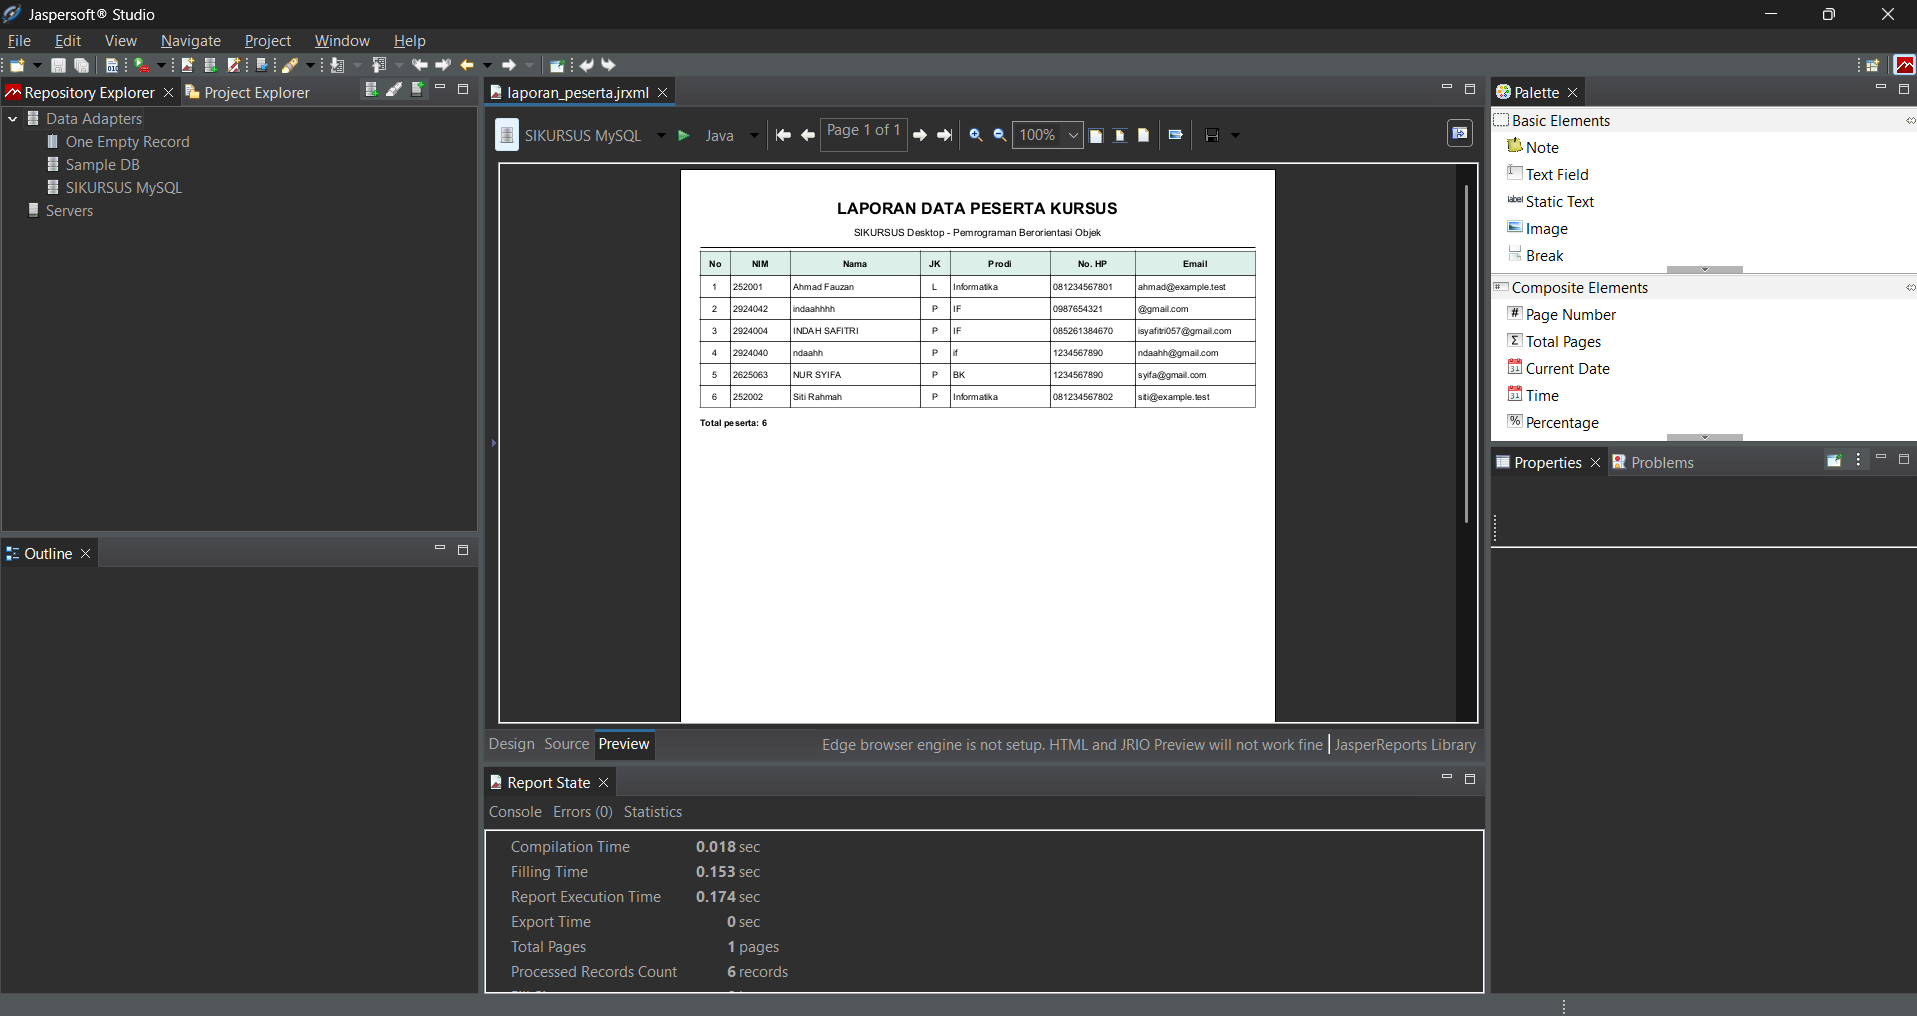 Jaspersoft® Studio
File Edit View Navigate Project Window Help
Repository Explorer Project Explorer
Data Adapters
One Empty Record
Sample DB
SIKURSUS MySQL
Servers
Outline
laporan_peserta.jrxml
SIKURSUS MySQL Java Page 1 of 1 100%
LAPORAN DATA PESERTA KURSUS
SIKURSUS Desktop - Pemrograman Berorientasi Objek
No NIM Nama JK Prodi No. HP Email
1 252001 Ahmad Fauzan L Informatika 081234567801 ahmad@example.test
2 2924042 indaahhhh P IF 0987654321 @gmail.com
3 2924004 INDAH SAFITRI P IF 085261384670 isyafitri057@gmail.com
4 2924040 ndaahh P if 1234567890 ndaahh@gmail.com
5 2625063 NUR SYIFA P BK 1234567890 syifa@gmail.com
6 252002 Siti Rahmah P Informatika 081234567802 siti@example.test
Total peserta: 6
Design Source Preview
Edge browser engine is not setup. HTML and JRIO Preview will not work fine JasperReports Library
Report State
Console Errors (0) Statistics
Compilation Time 0.018 sec
Filling Time 0.153 sec
Report Execution Time 0.174 sec
Export Time 0 sec
Total Pages 1 pages
Processed Records Count 6 records
Palette
Basic Elements
Note
Text Field
label Static Text
Image
Break
Composite Elements
# Page Number
Σ Total Pages
31 Current Date
31 Time
% Percentage
Properties Problems